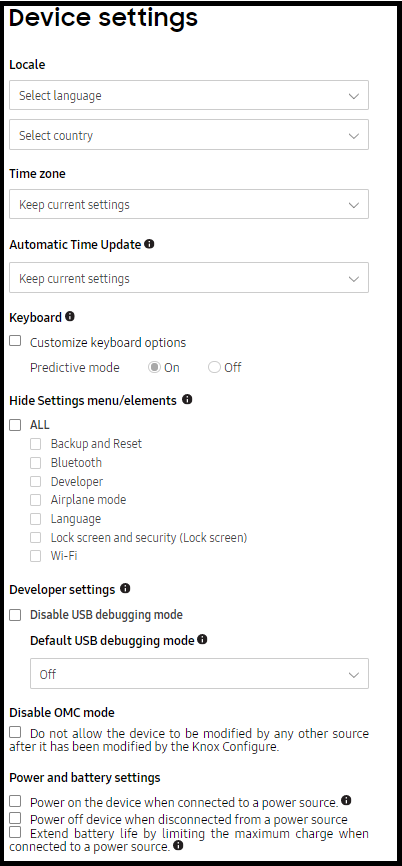 Device settings
Locale
Select language
Select country
Time zone
Keep current settings
Automatic Time Update
Keep current settings
Keyboard
Customize keyboard options
Predictive mode On Off
Hide Settings menu/elements
ALL
Backup and Reset
Bluetooth
Developer
Airplane mode
Language
Lock screen and security (Lock screen)
Wi-Fi
Developer settings
Disable USB debugging mode
Default USB debugging mode
Off
Disable OMC mode
Do not allow the device to be modified by any other source
after it has been modified by the Knox Configure.
Power and battery settings
Power on the device when connected to a power source.
Power off device when disconnected from a power source
Extend battery life by limiting the maximum charge when
connected to a power source.